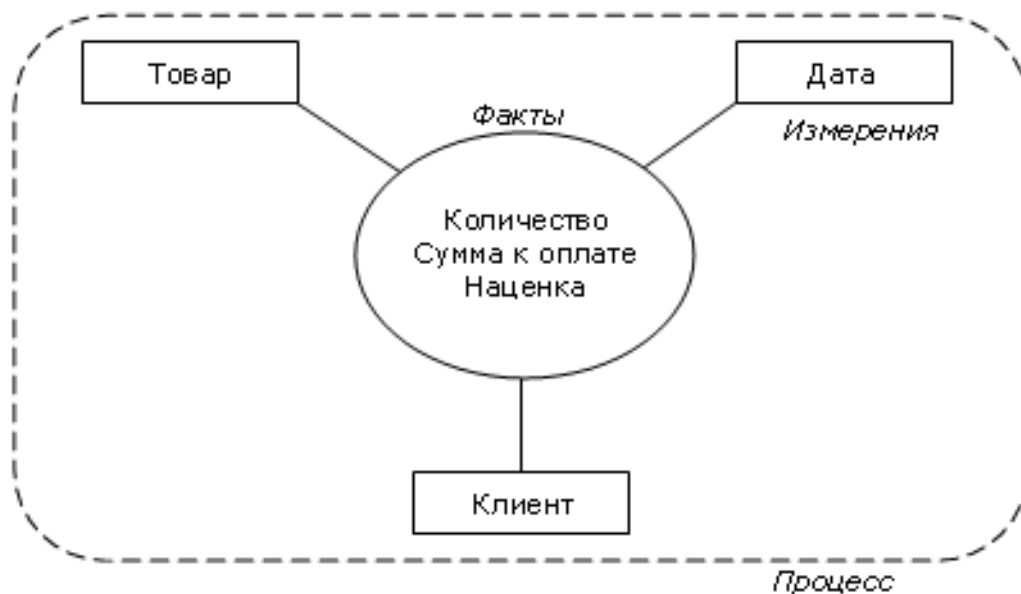 Товар
Дата
Факты
Измерения
Количество
Сумма к оплате
Наценка
Клиент
Процесс